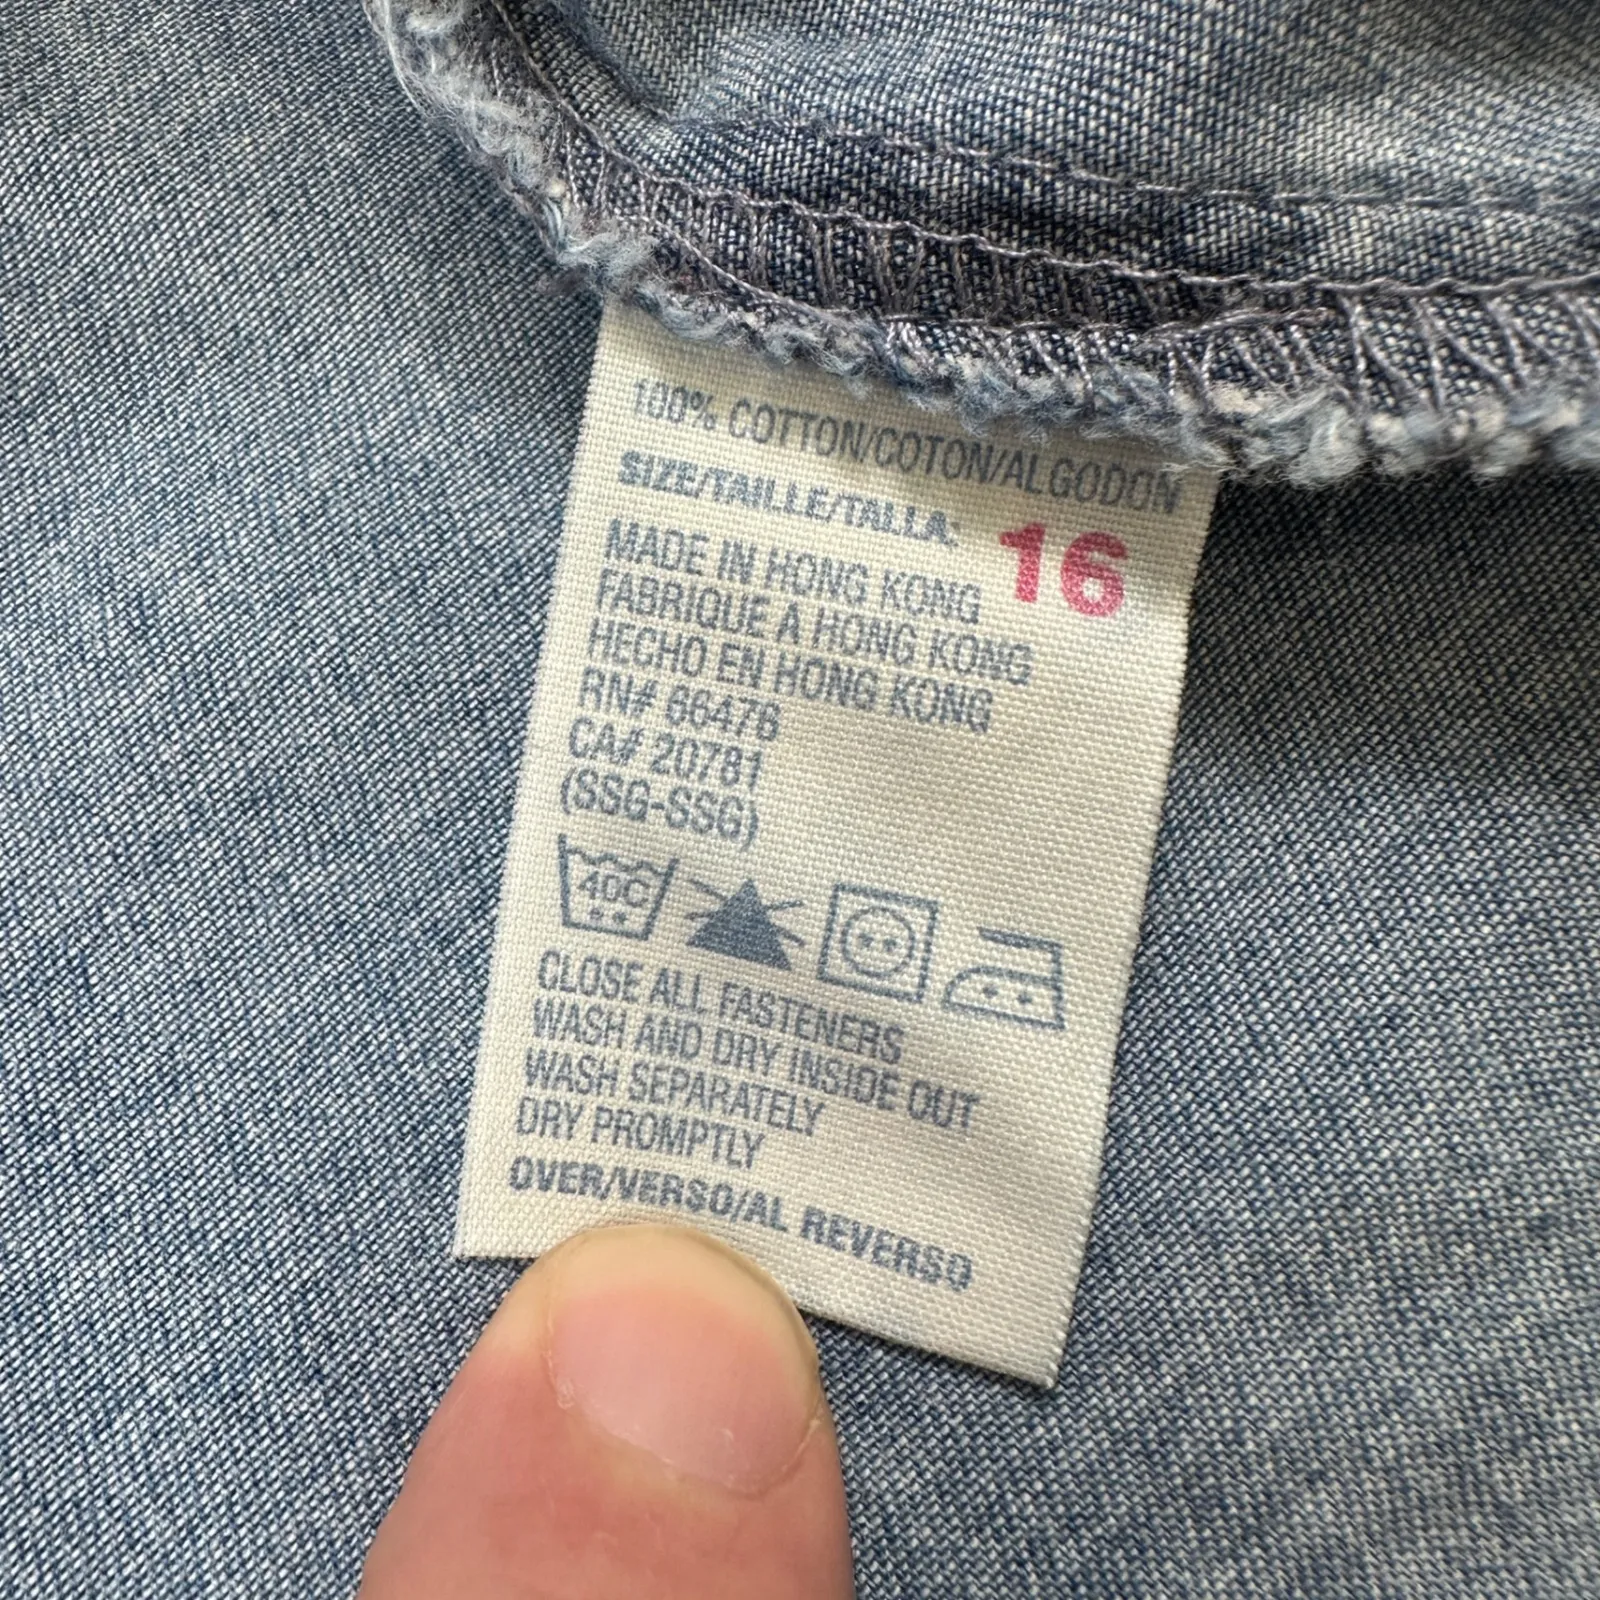 100% COTTON/COTON/ALGODON
SIZE/TAILLE/TALLA:
16
MADE IN HONG KONG
FABRIQUE A HONG KONG
HECHO EN HONG KONG
RN# 66476
CA# 20781
(SSG-SSG)
40C
CLOSE ALL FASTENERS
WASH AND DRY INSIDE OUT
WASH SEPARATELY
DRY PROMPTLY
OVER/VERSO/AL REVERSO